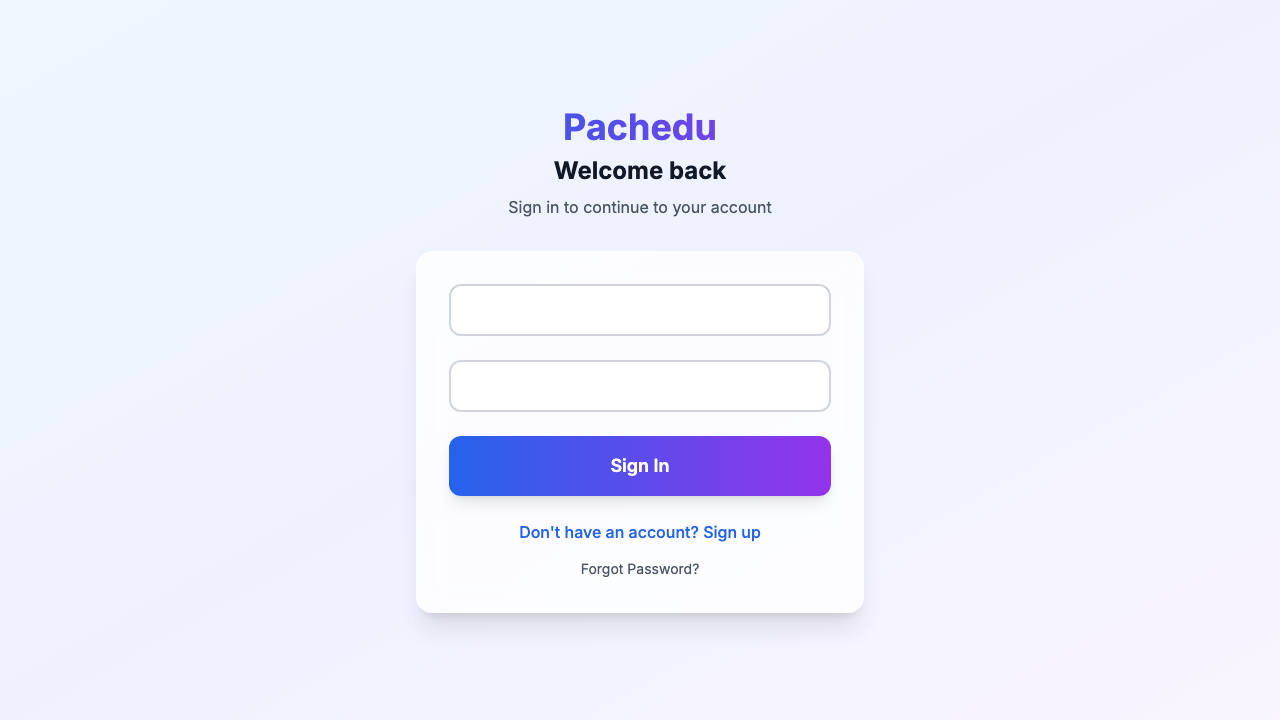 Pachedu
Welcome back
Sign in to continue to your account
Sign In
Don't have an account? Sign up
Forgot Password?